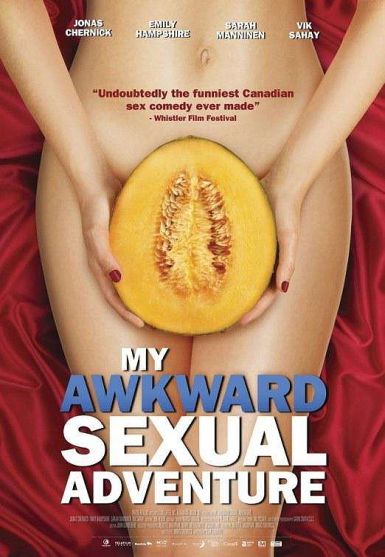 JONAS CHERNICK
EMILY HAMPSHIRE
SARAH MANNINEN
VIK SAHAY
"Undoubtedly the funniest Canadian
sex comedy ever made"
- Whistler Film Festival
MY
AWKWARD
SEXUAL
ADVENTURE